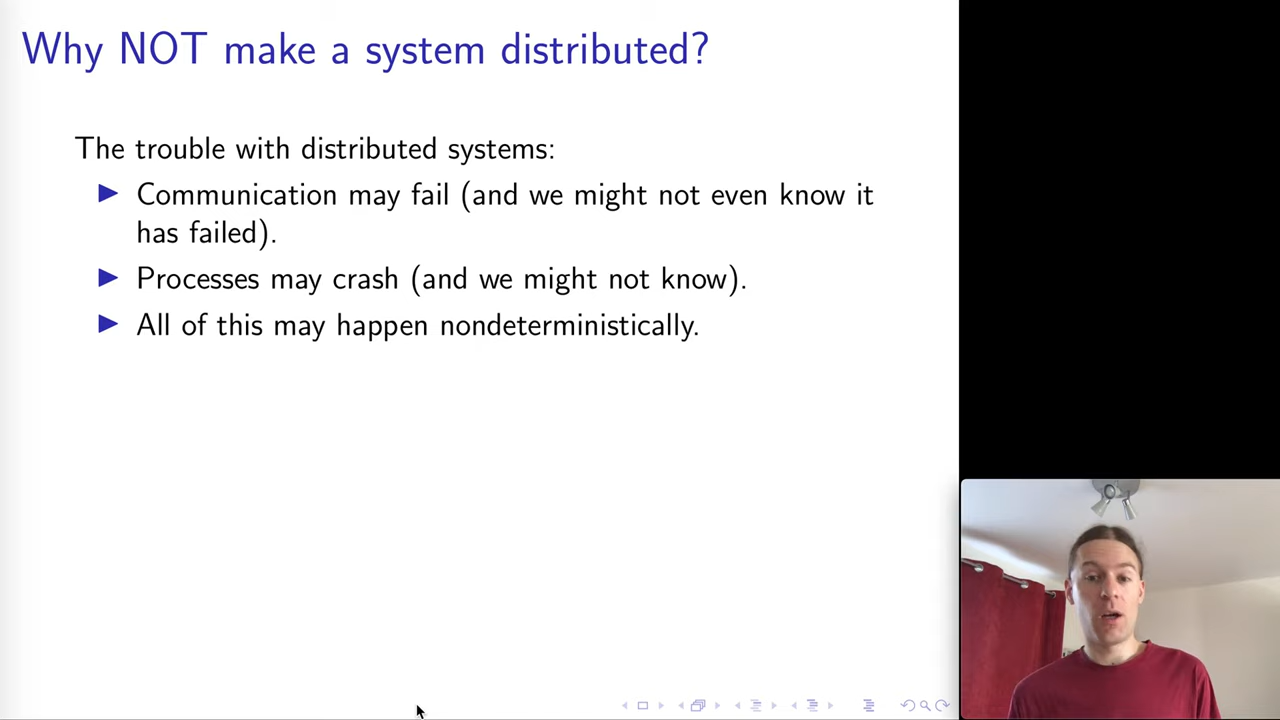 Why NOT make a system distributed?
The trouble with distributed systems:
Communication may fail (and we might not even know it
has failed).
Processes may crash (and we might not know).
All of this may happen nondeterministically.